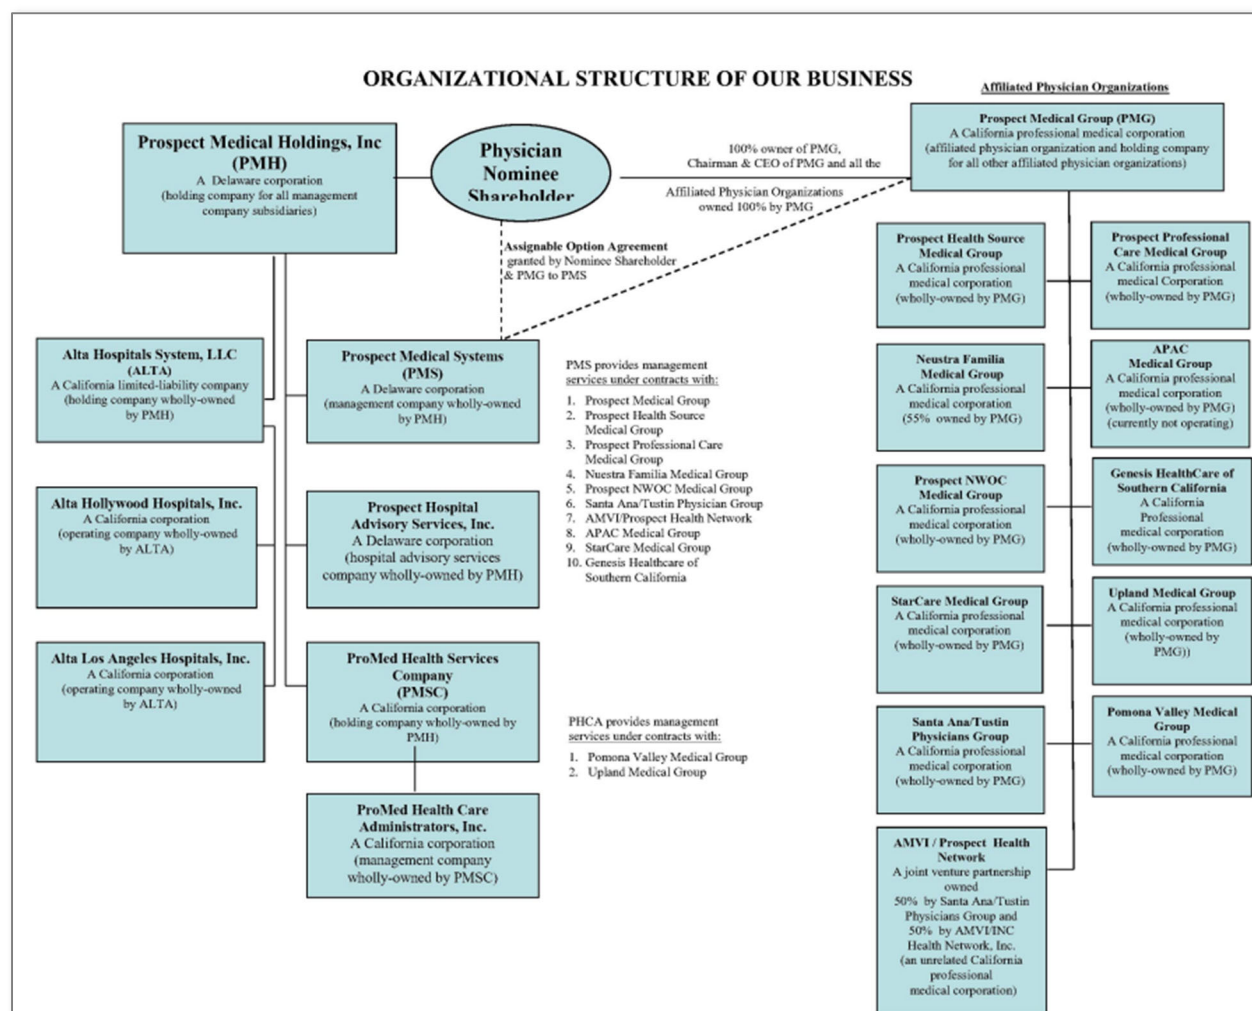 ORGANIZATIONAL STRUCTURE OF OUR BUSINESS
Affiliated Physician Organizations
Prospect Medical Holdings, Inc
(PMH)
A Delaware corporation
(holding company for all management
company subsidiaries)
Physician
Nominee
Shareholder
100% owner of PMG,
Chairman & CEO of PMG and all the
Affiliated Physician Organizations
owned 100% by PMG
Prospect Medical Group (PMG)
A California professional medical corporation
(affiliated physician organization and holding company
for all other affiliated physician organizations)
Assignable Option Agreement
granted by Nominee Shareholder
& PMG to PMS
Alta Hospitals System, LLC
(ALTA)
A California limited-liability company
(holding company wholly-owned
by PMH)
Alta Hollywood Hospitals, Inc.
A California corporation
(operating company wholly-owned
by ALTA)
Alta Los Angeles Hospitals, Inc.
A California corporation
(operating company wholly-owned
by ALTA)
Prospect Medical Systems
(PMS)
A Delaware corporation
(management company wholly-owned
by PMH)
Prospect Hospital
Advisory Services, Inc.
A Delaware corporation
(hospital advisory services
company wholly-owned by PMH)
ProMed Health Services
Company
(PMSC)
A California corporation
(holding company wholly-owned by
PMH)
ProMed Health Care
Administrators, Inc.
A California corporation
(management company
wholly-owned by PMSC)
PMS provides management
services under contracts with:
1. Prospect Medical Group
2. Prospect Health Source
Medical Group
3. Prospect Professional Care
Medical Group
4. Nuestra Familia Medical Group
5. Prospect NWOC Medical Group
6. Santa Ana/Tustin Physician Group
7. AMVI/Prospect Health Network
8. APAC Medical Group
9. StarCare Medical Group
10. Genesis Healthcare of
Southern California
PHCA provides management
services under contracts with:
1. Pomona Valley Medical Group
2. Upland Medical Group
Prospect Health Source
Medical Group
A California professional
medical corporation
(wholly-owned by PMG)
Prospect Professional
Care Medical Group
A California professional
medical Corporation
(wholly-owned by PMG)
Neustra Familia
Medical Group
A California professional
medical corporation
(55% owned by PMG)
APAC
Medical Group
A California professional
medical corporation
(wholly-owned by PMG)
(currently not operating)
Prospect NWOC
Medical Group
A California professional
medical corporation
(wholly-owned by PMG)
Genesis HealthCare of
Southern California
A California
Professional
medical corporation
(wholly-owned by PMG)
StarCare Medical Group
A California professional
medical corporation
(wholly-owned by PMG)
Upland Medical Group
A California professional
medical corporation
(wholly-owned by
PMG))
Santa Ana/Tustin
Physicians Group
A California professional
medical corporation
(wholly-owned by PMG)
Pomona Valley Medical
Group
A California professional
medical corporation
(wholly-owned by PMG)
AMVI / Prospect Health
Network
A joint venture partnership
owned
50% by Santa Ana/Tustin
Physicians Group and
50% by AMVI/INC
Health Network, Inc.
(an unrelated California
professional
medical corporation)